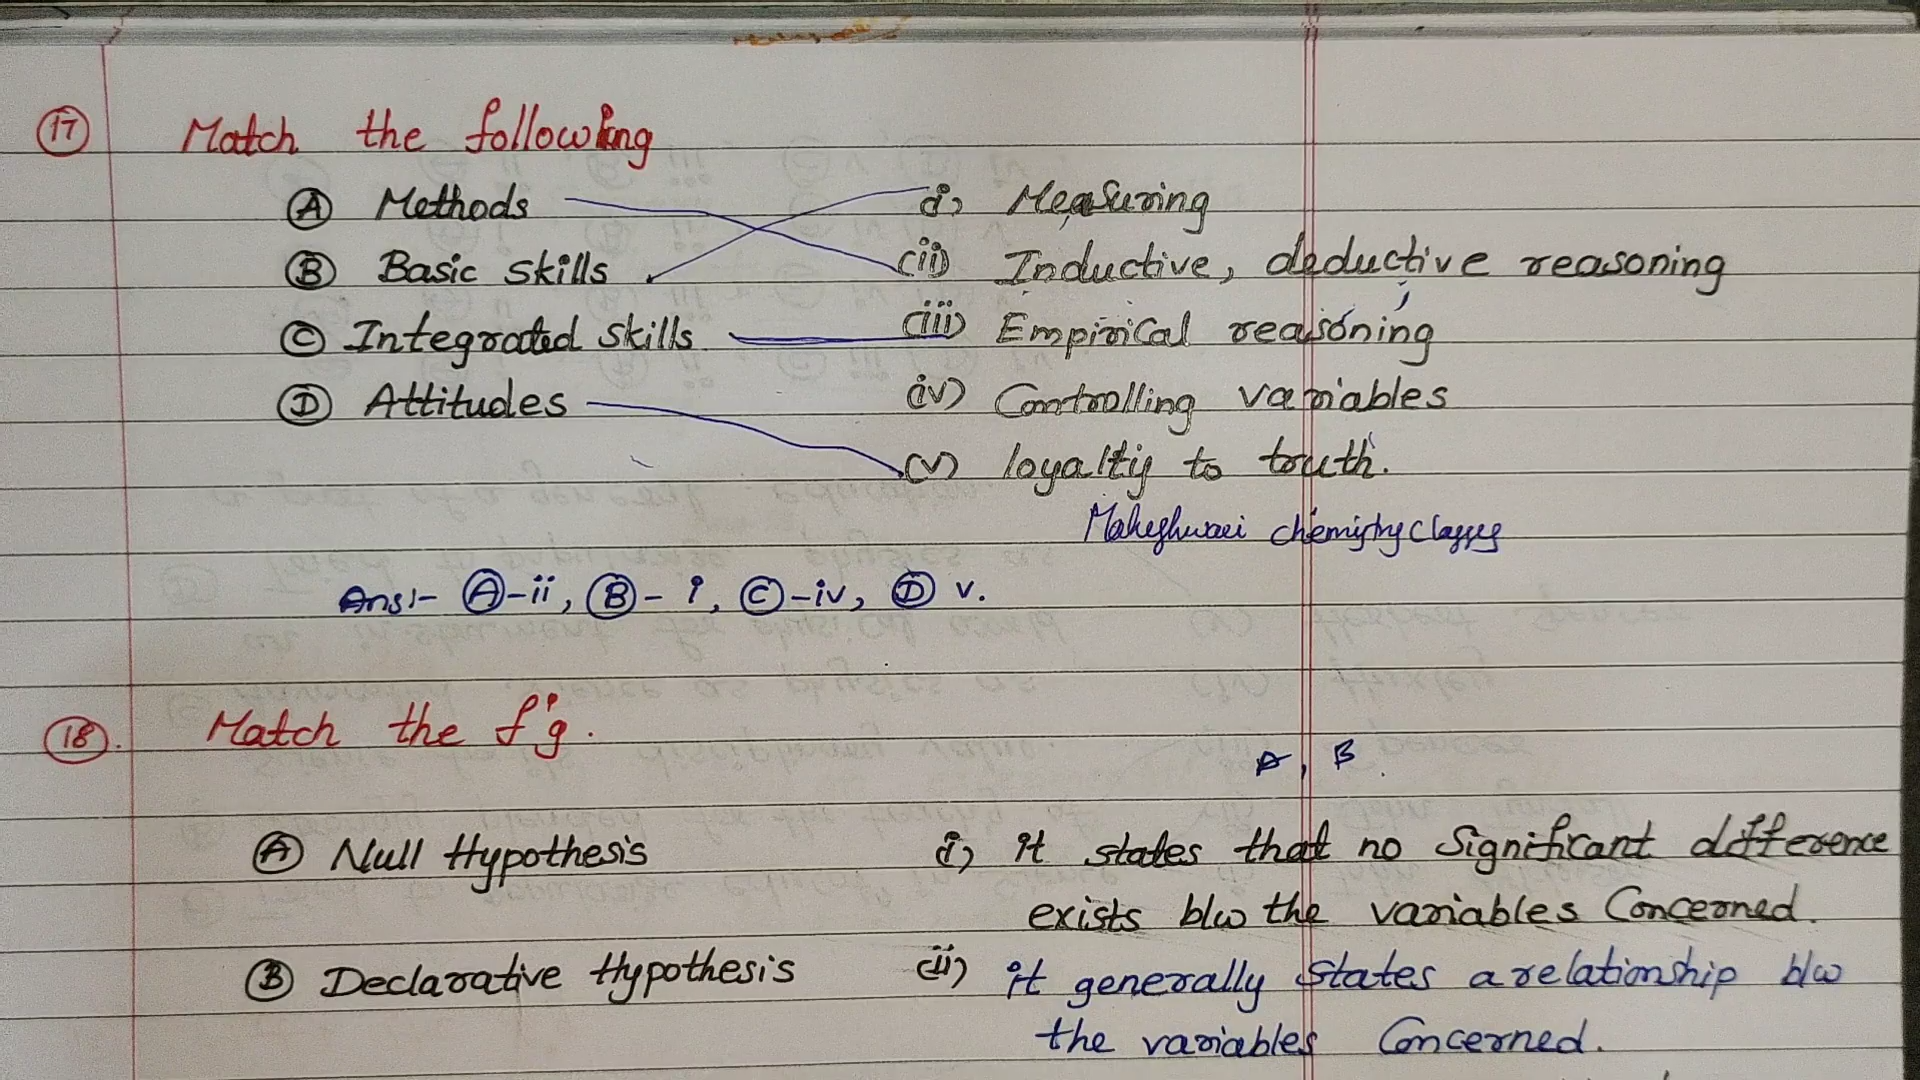 17 Match the following
A Methods i) Measuring
B Basic skills (ii) Inductive, deductive reasoning
C Integrated skills (iii) Empirical reasoning
D Attitudes (iv) Controlling variables
(v) loyalty to truth.
Maheshwari chemistry classes
Ans:- A-ii, B-i, C-iv, D v.
18. Match the f'g.
A, B.
A Null Hypothesis i) it states that no Significant difference
exists b/w the variables Concerned.
B Declarative Hypothesis (ii) it generally states a relationship b/w
the variables Concerned.